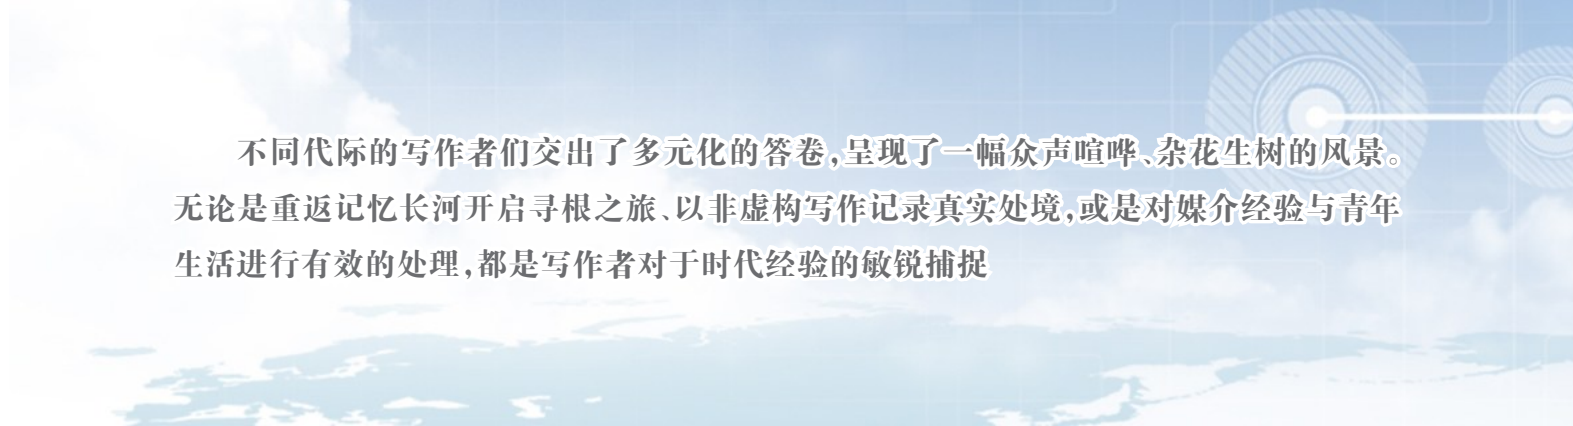 不同代际的写作者们交出了多元化的答卷，呈现了一幅众声喧哗、杂花生树的风景。
无论是重返记忆长河开启寻根之旅、以非虚构写作记录真实处境，或是对媒介经验与青年
生活进行有效的处理，都是写作者对于时代经验的敏锐捕捉